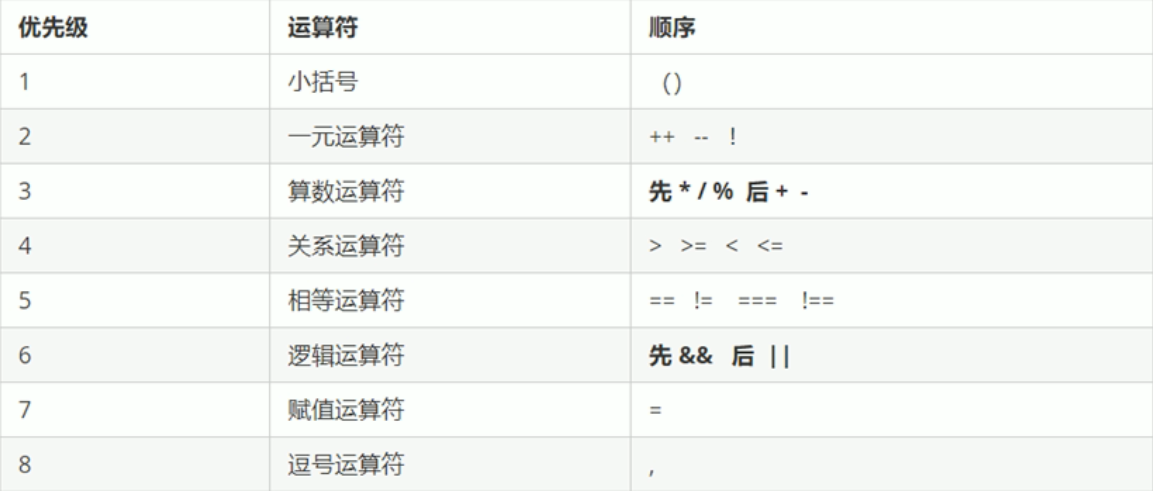 优先级 运算符 顺序
1 小括号 ()
2 一元运算符 ++ -- !
3 算数运算符 先 * / % 后 + -
4 关系运算符 > >= < <=
5 相等运算符 == != === !==
6 逻辑运算符 先 && 后 ||
7 赋值运算符 =
8 逗号运算符 ,